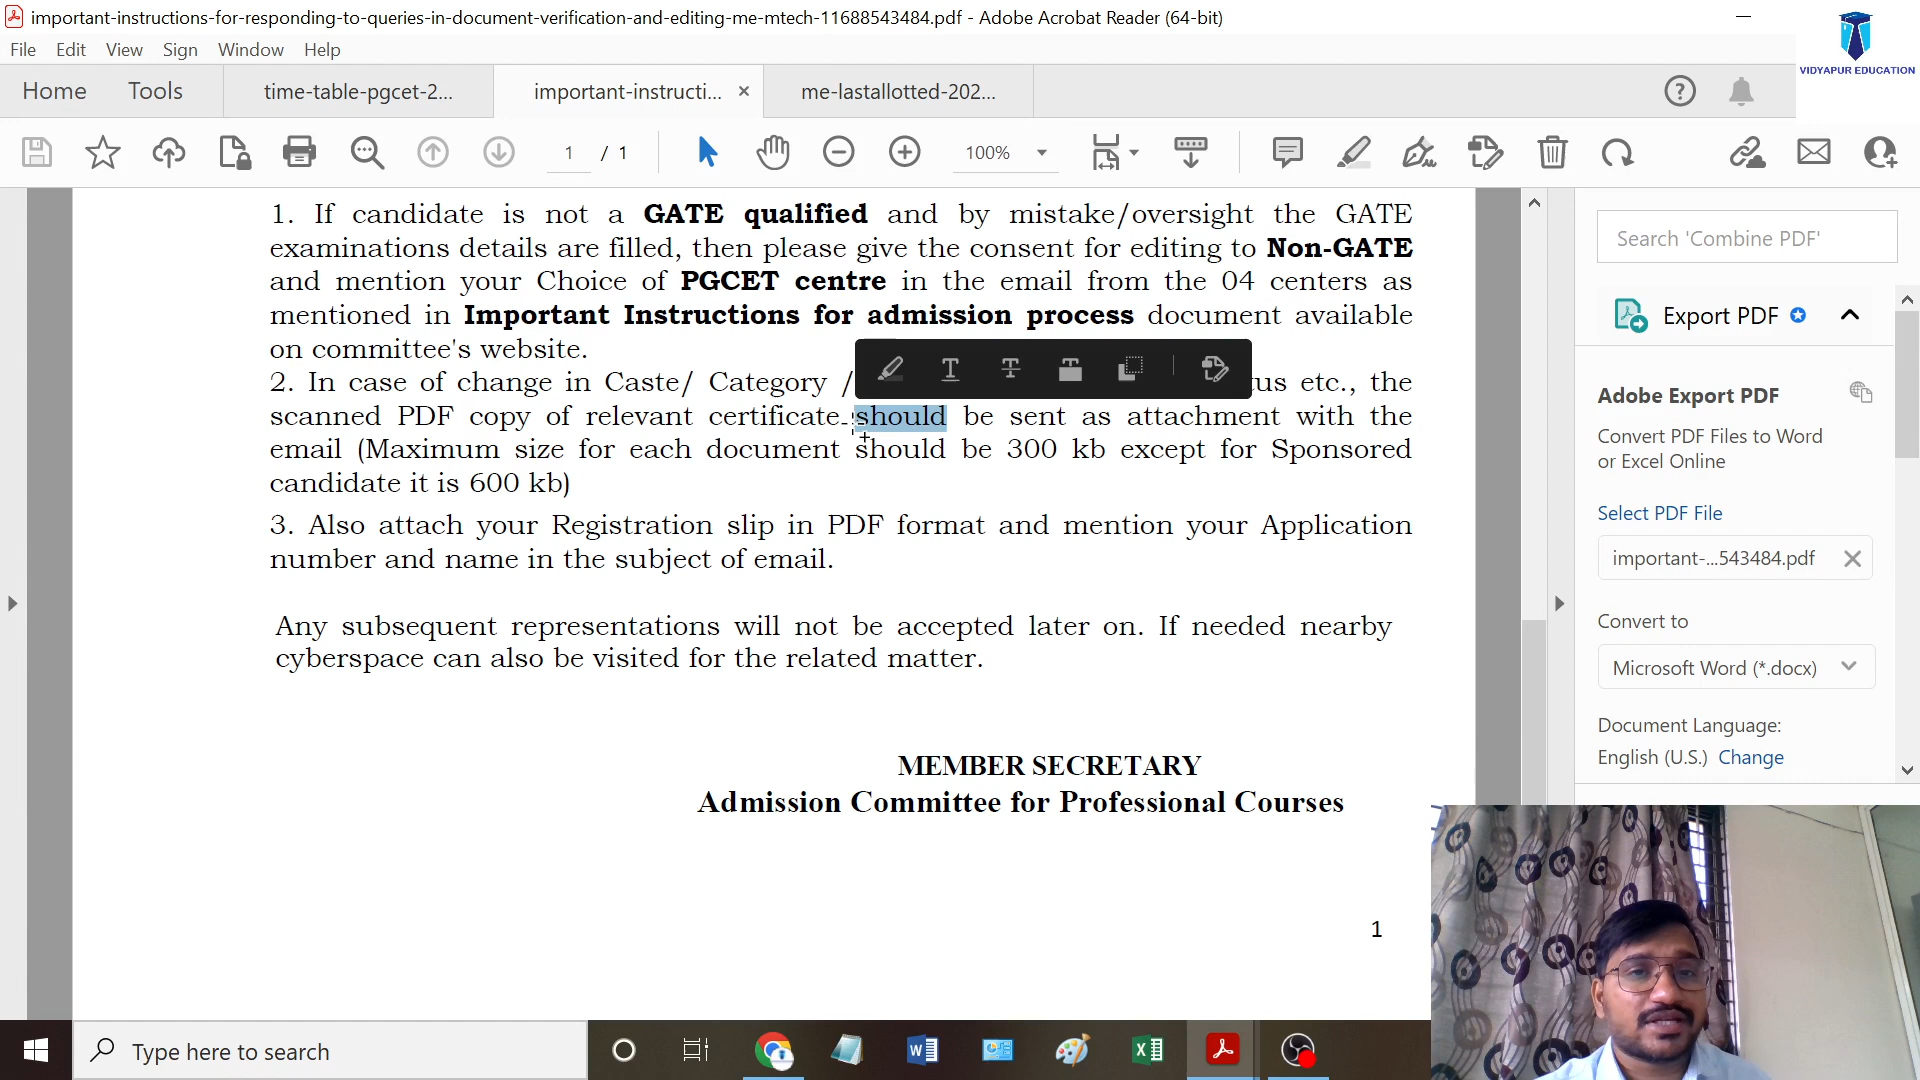 important-instructions-for-responding-to-queries-in-document-verification-and-editing-me-mtech-11688543484.pdf - Adobe Acrobat Reader (64-bit)
File Edit View Sign Window Help
VIDYAPUR EDUCATION
Home Tools time-table-pgcet-2... important-instructi... × me-lastallotted-202...
1 / 1 100%
1. If candidate is not a GATE qualified and by mistake/oversight the GATE
examinations details are filled, then please give the consent for editing to Non-GATE
and mention your Choice of PGCET centre in the email from the 04 centers as
mentioned in Important Instructions for admission process document available
on committee's website.
2. In case of change in Caste/ Category / tus etc., the
scanned PDF copy of relevant certificate should be sent as attachment with the
email (Maximum size for each document should be 300 kb except for Sponsored
candidate it is 600 kb)
3. Also attach your Registration slip in PDF format and mention your Application
number and name in the subject of email.
Any subsequent representations will not be accepted later on. If needed nearby
cyberspace can also be visited for the related matter.
MEMBER SECRETARY
Admission Committee for Professional Courses
1
Search 'Combine PDF'
Export PDF
Adobe Export PDF
Convert PDF Files to Word
or Excel Online
Select PDF File
important-...543484.pdf
Convert to
Microsoft Word (*.docx)
Document Language:
English (U.S.) Change
Type here to search